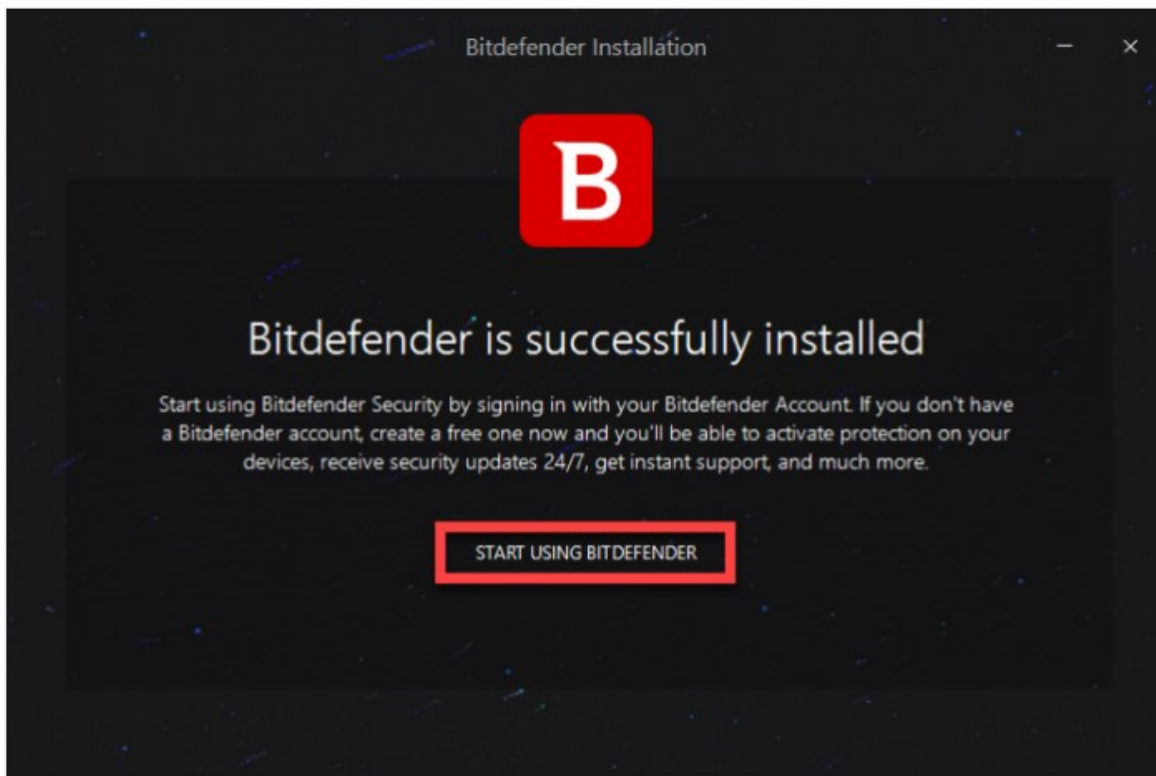 Bitdefender Installation
B
Bitdefender is successfully installed
Start using Bitdefender Security by signing in with your Bitdefender Account. If you don't have
a Bitdefender account, create a free one now and you'll be able to activate protection on your
devices, receive security updates 24/7, get instant support, and much more.
START USING BITDEFENDER